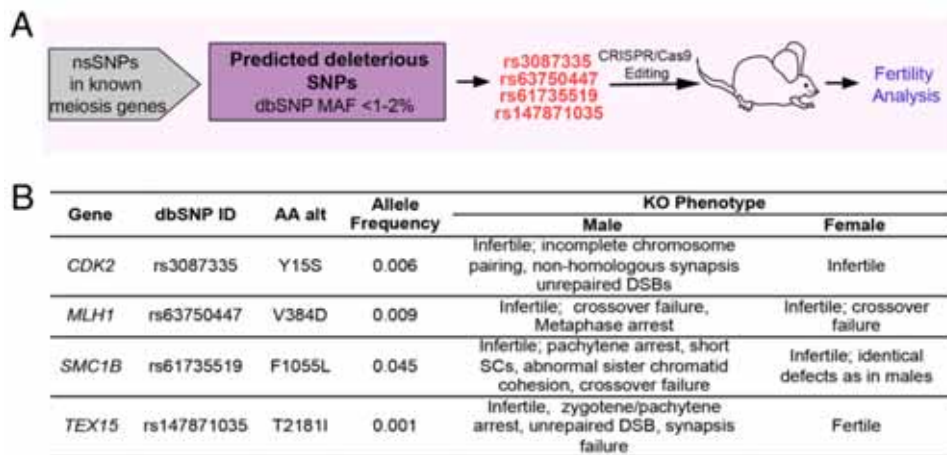 A
nsSNPs
in known
meiosis genes
Predicted deleterious
SNPs
dbSNP MAF <1-2%
rs3087335
rs63750447
rs61735519
rs147871035
CRISPR/Cas9
Editing
Fertility
Analysis
B
Gene dbSNP ID AA alt Allele Frequency KO Phenotype
Male Female
CDK2 rs3087335 Y15S 0.006 Infertile; incomplete chromosome pairing, non-homologous synapsis unrepaired DSBs Infertile
MLH1 rs63750447 V384D 0.009 Infertile; crossover failure, Metaphase arrest Infertile; crossover failure
SMC1B rs61735519 F1055L 0.045 Infertile; pachytene arrest, short SCs, abnormal sister chromatid cohesion, crossover failure Infertile; identical defects as in males
TEX15 rs147871035 T2181I 0.001 Infertile, zygotene/pachytene arrest, unrepaired DSB, synapsis failure Fertile